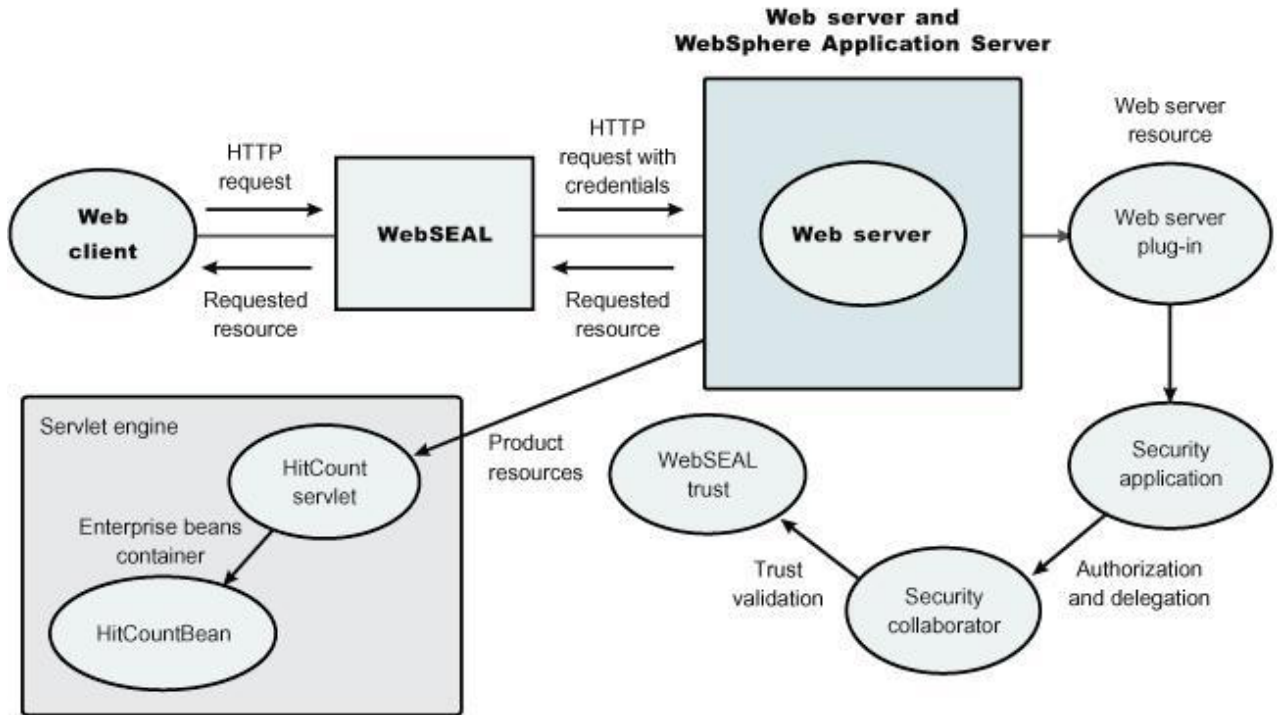 Web server and
WebSphere Application Server
HTTP
request
HTTP
request with
credentials
Web server
resource
Web
client
WebSEAL
Web server
Web server
plug-in
Requested
resource
Requested
resource
Servlet engine
HitCount
servlet
Product
resources
WebSEAL
trust
Security
application
Enterprise beans
container
HitCountBean
Trust
validation
Security
collaborator
Authorization
and delegation